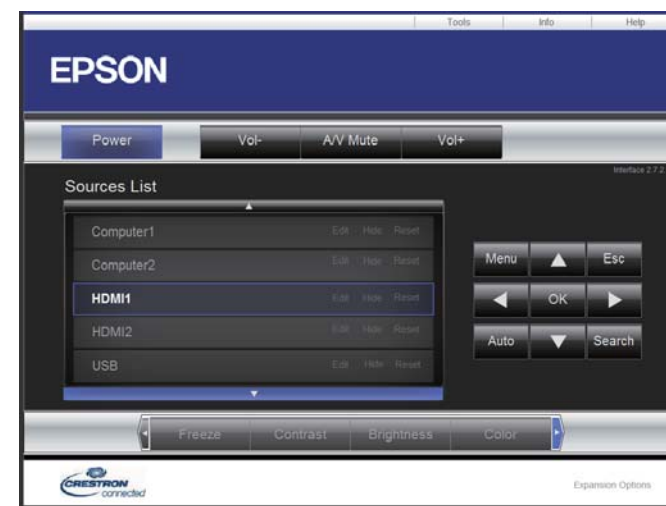 Tools Info Help
EPSON
Power Vol- A/V Mute Vol+
Interface 2.7.2
Sources List
Computer1 Edit Hide Reset
Computer2 Edit Hide Reset
HDMI1 Edit Hide Reset
HDMI2 Edit Hide Reset
USB Edit Hide Reset
Menu Esc
OK
Auto Search
Freeze Contrast Brightness Color
CRESTRON
connected
Expansion Options